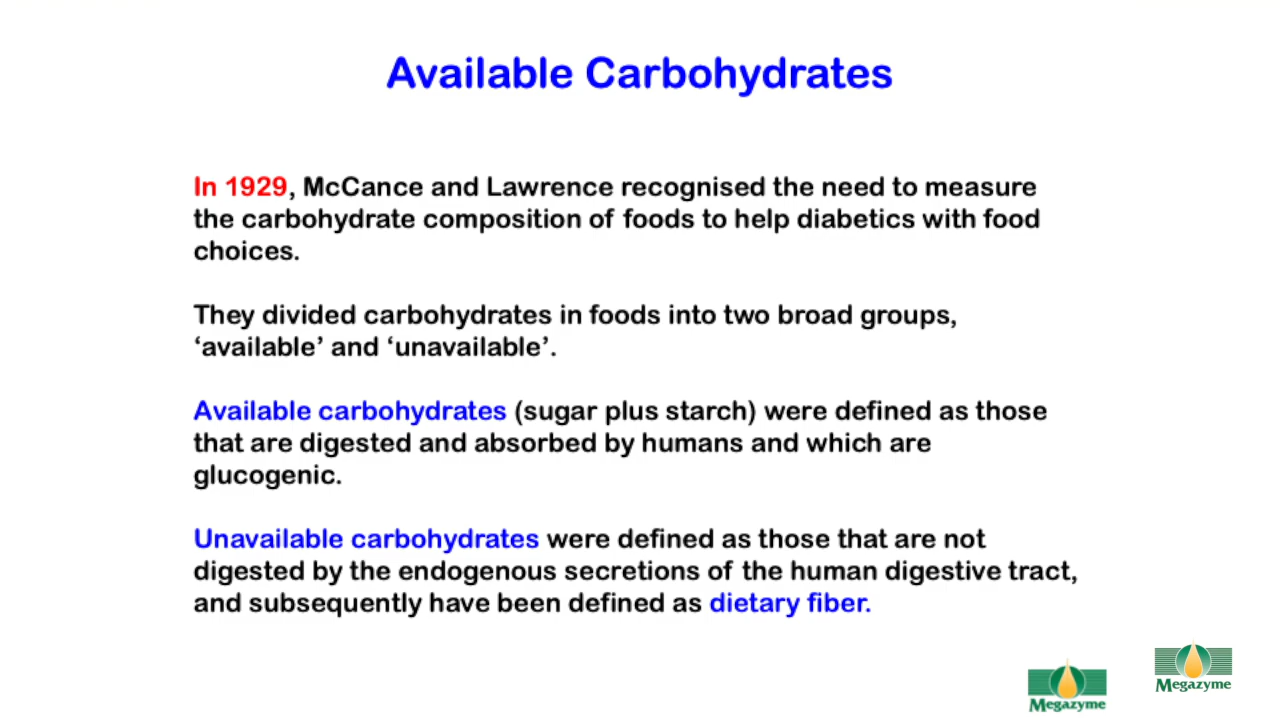 Available Carbohydrates
In 1929, McCance and Lawrence recognised the need to measure
the carbohydrate composition of foods to help diabetics with food
choices.
They divided carbohydrates in foods into two broad groups,
‘available’ and ‘unavailable’.
Available carbohydrates (sugar plus starch) were defined as those
that are digested and absorbed by humans and which are
glucogenic.
Unavailable carbohydrates were defined as those that are not
digested by the endogenous secretions of the human digestive tract,
and subsequently have been defined as dietary fiber.
Megazyme
Megazyme